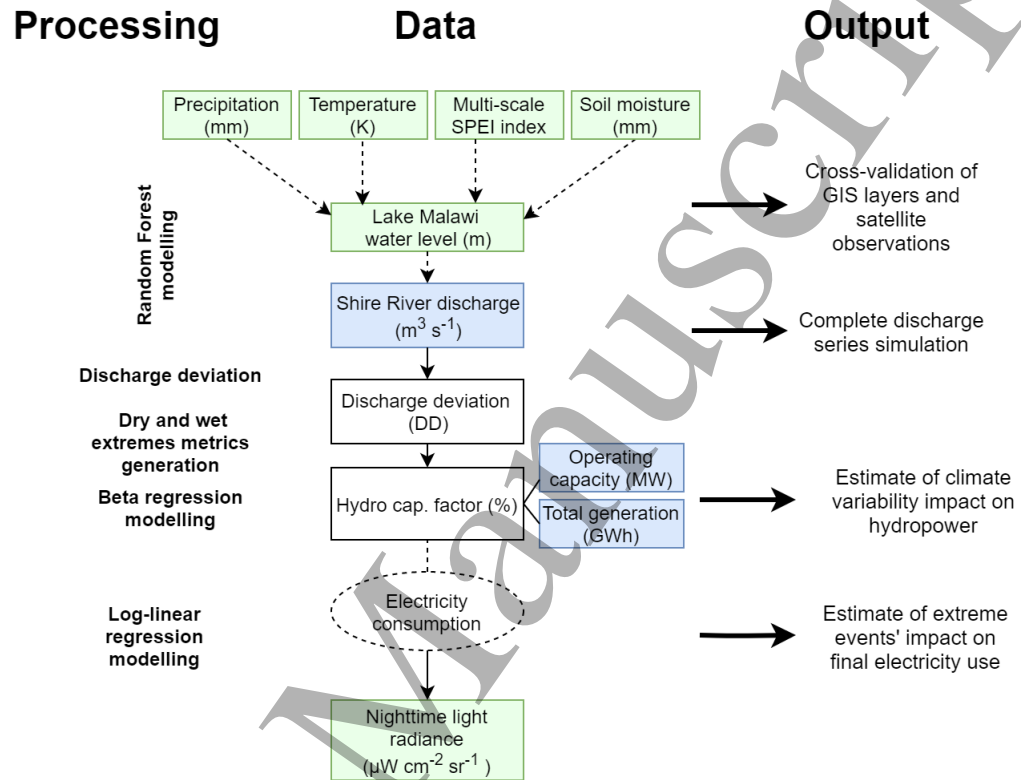 Processing
Data
Output
Precipitation
(mm)
Temperature
(K)
Multi-scale
SPEI index
Soil moisture
(mm)
Random Forest
modelling
Lake Malawi
water level (m)
Cross-validation of
GIS layers and
satellite
observations
Shire River discharge
(m³ s⁻¹)
Complete discharge
series simulation
Discharge deviation
Discharge deviation
(DD)
Dry and wet
extremes metrics
generation
Beta regression
modelling
Hydro cap. factor (%)
Operating
capacity (MW)
Total generation
(GWh)
Estimate of climate
variability impact on
hydropower
Electricity
consumption
Log-linear
regression
modelling
Estimate of extreme
events' impact on
final electricity use
Nighttime light
radiance
(µW cm⁻² sr⁻¹ )